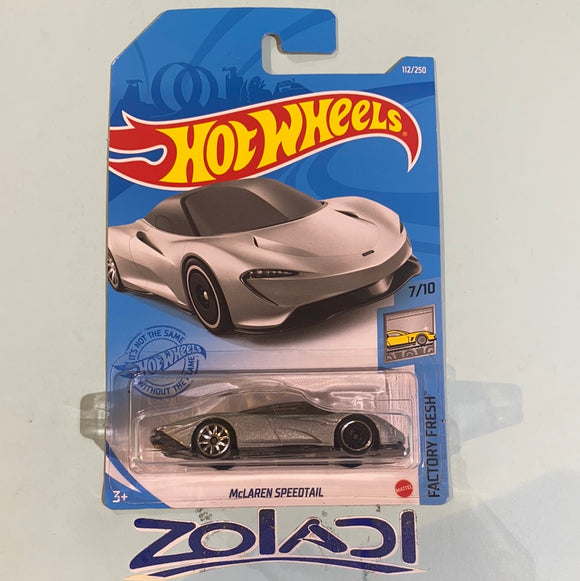 112/250
HOT WHEELS®
7/10
IT'S NOT THE SAME
HOT WHEELS
WITHOUT THE NAME
FACTORY FRESH
3+
McLAREN SPEEDTAIL
MATTEL
ZOIADI